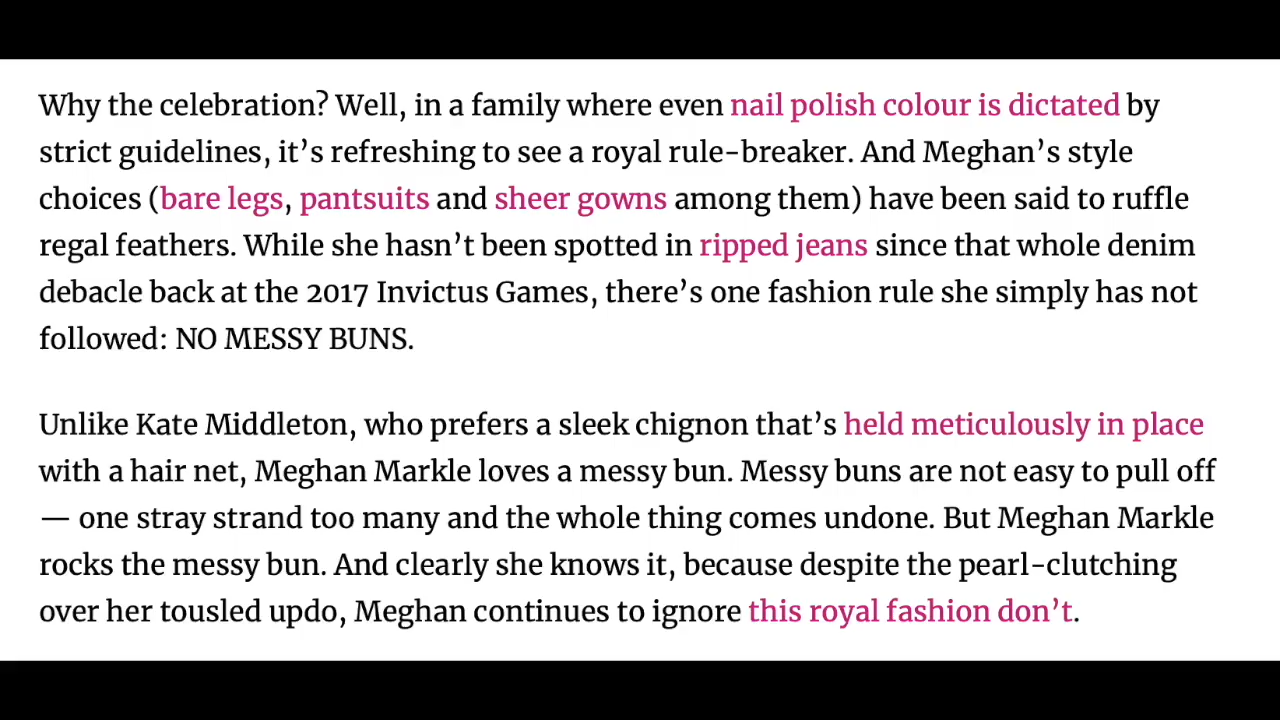 Why the celebration? Well, in a family where even nail polish colour is dictated by
strict guidelines, it’s refreshing to see a royal rule-breaker. And Meghan’s style
choices (bare legs, pantsuits and sheer gowns among them) have been said to ruffle
regal feathers. While she hasn’t been spotted in ripped jeans since that whole denim
debacle back at the 2017 Invictus Games, there’s one fashion rule she simply has not
followed: NO MESSY BUNS.
Unlike Kate Middleton, who prefers a sleek chignon that’s held meticulously in place
with a hair net, Meghan Markle loves a messy bun. Messy buns are not easy to pull off
— one stray strand too many and the whole thing comes undone. But Meghan Markle
rocks the messy bun. And clearly she knows it, because despite the pearl-clutching
over her tousled updo, Meghan continues to ignore this royal fashion don’t.